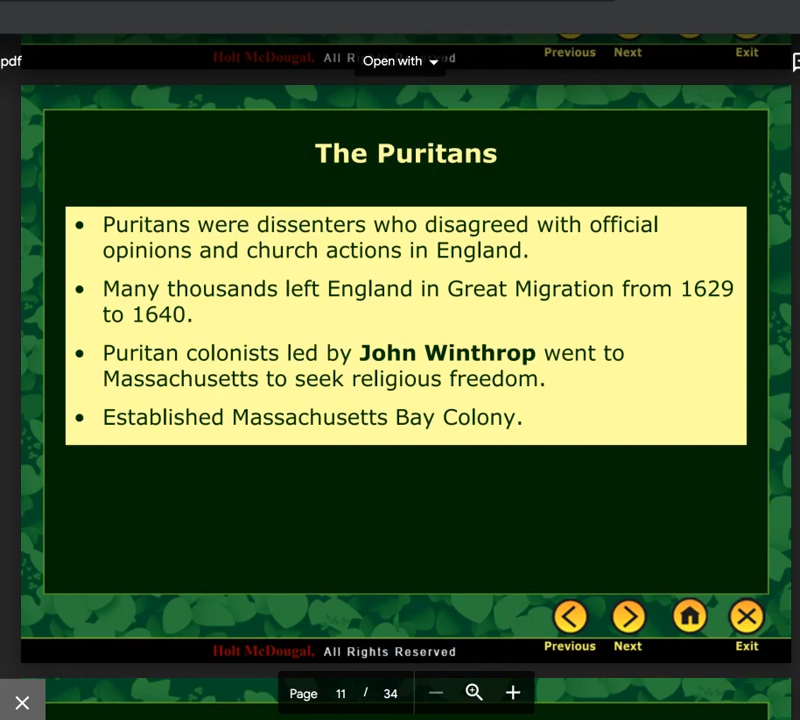 Holt McDougal, All Rights Reserved
Previous Next Exit
pdf
Open with
The Puritans
• Puritans were dissenters who disagreed with official
opinions and church actions in England.
• Many thousands left England in Great Migration from 1629
to 1640.
• Puritan colonists led by John Winthrop went to
Massachusetts to seek religious freedom.
• Established Massachusetts Bay Colony.
Previous Next Exit
Holt McDougal, All Rights Reserved
Page 11 / 34